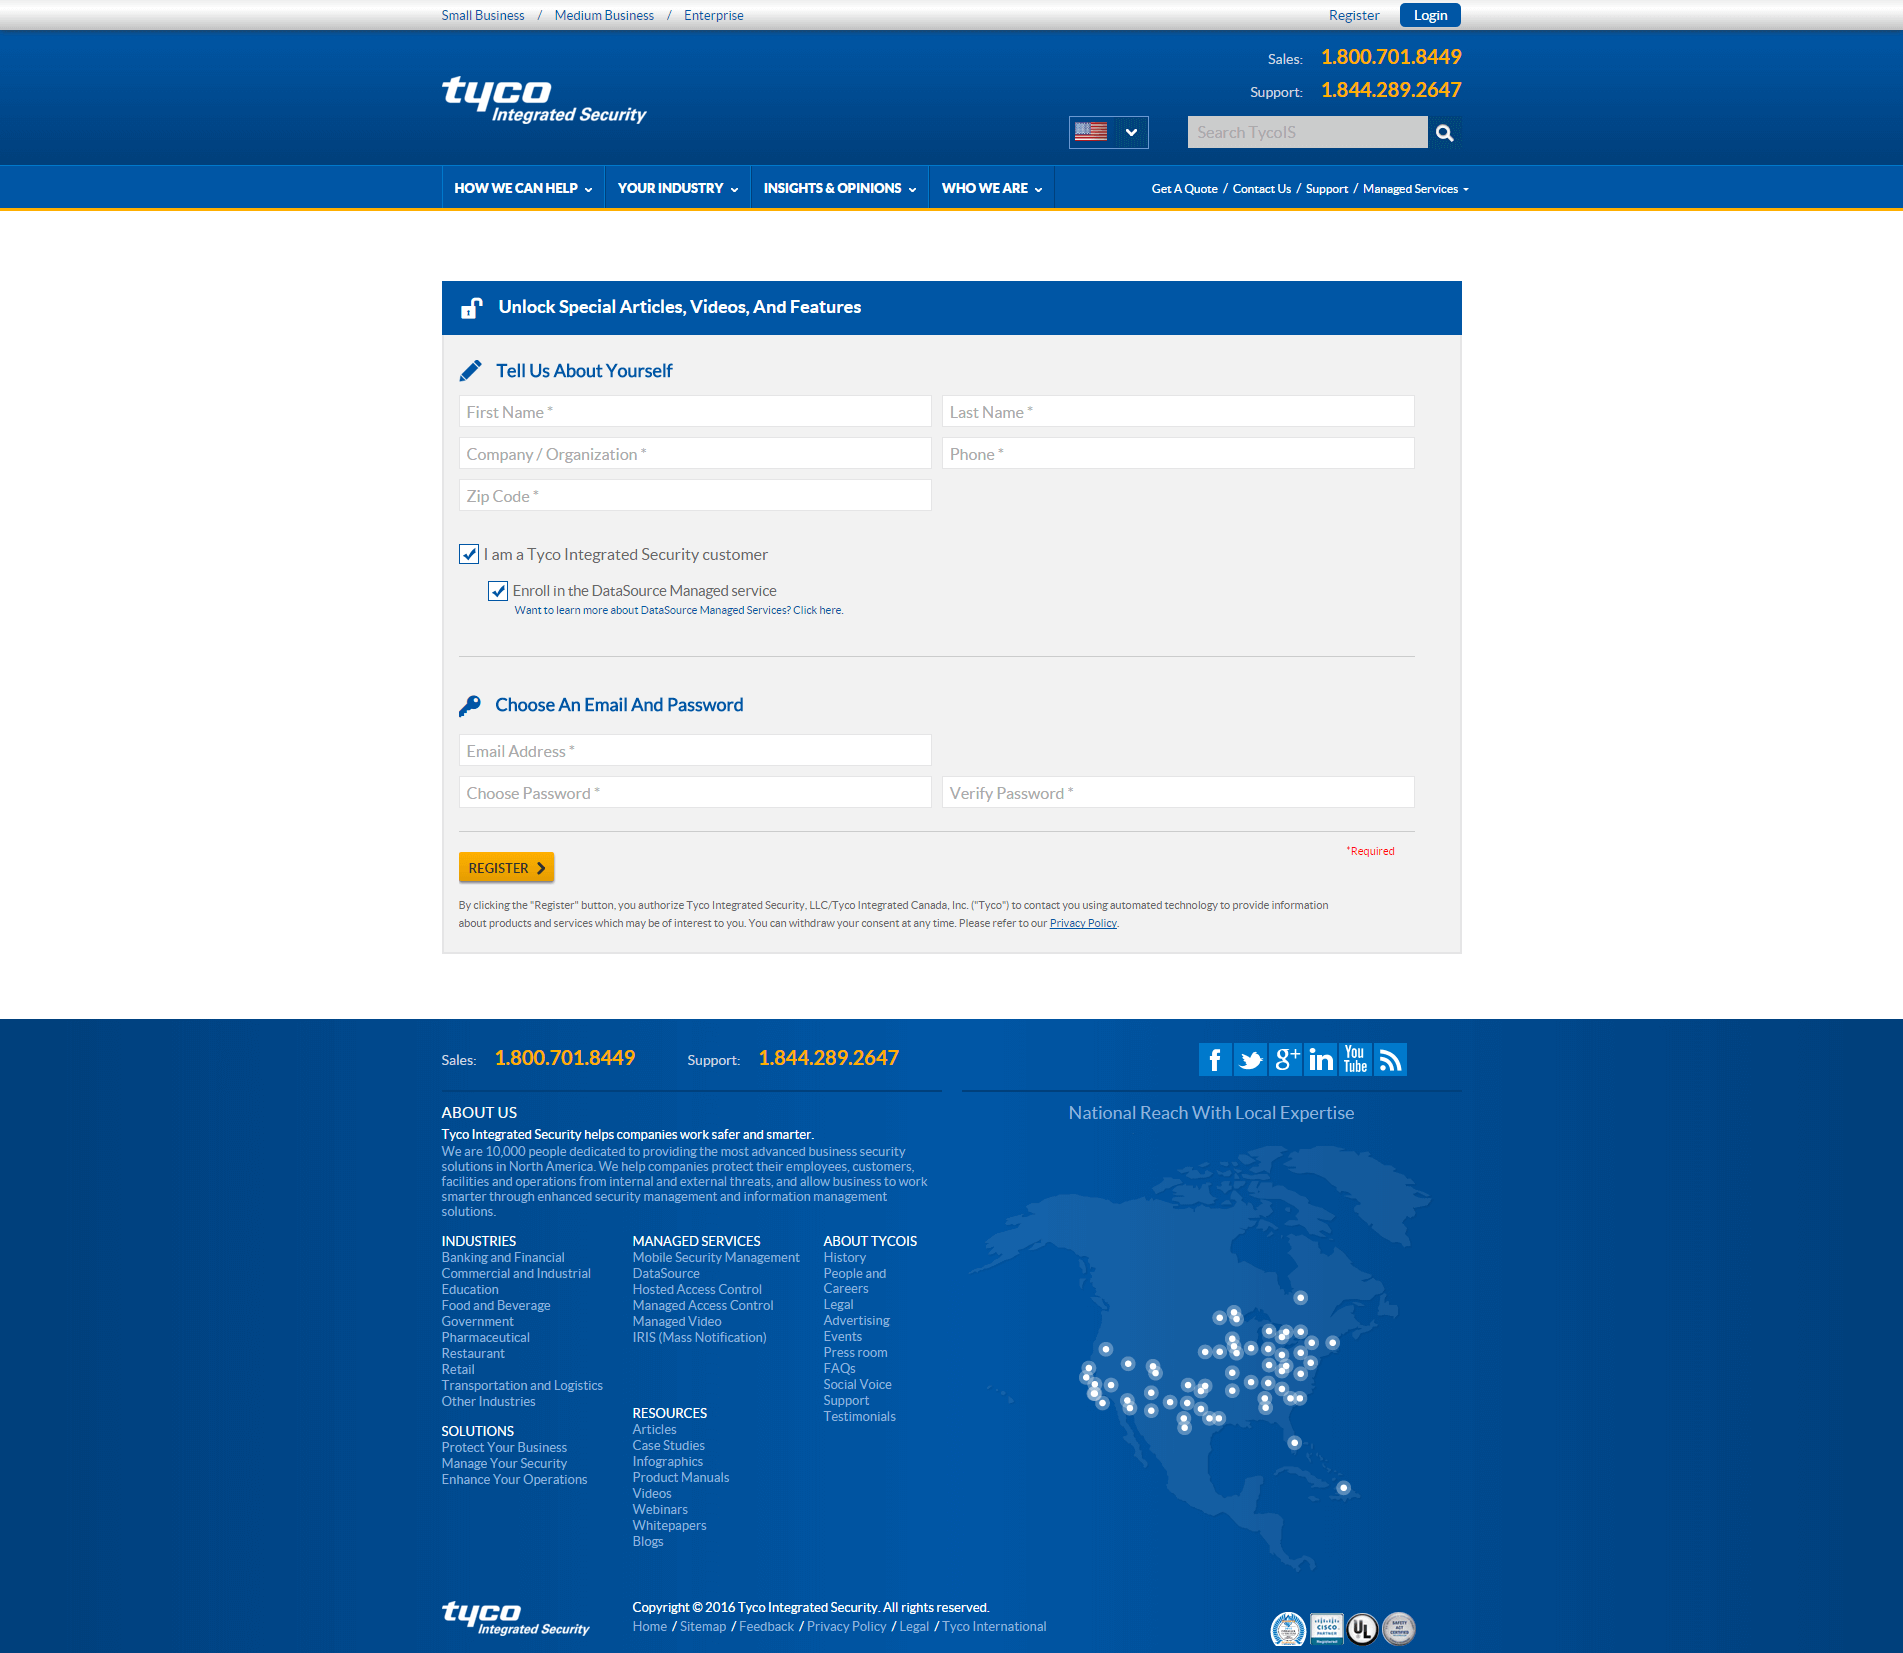 Small Business / Medium Business / Enterprise
Register Login
Sales: 1.800.701.8449
Support: 1.844.289.2647
tyco
Integrated Security
Search TycoIS
HOW WE CAN HELP YOUR INDUSTRY INSIGHTS & OPINIONS WHO WE ARE
Get A Quote / Contact Us / Support / Managed Services
Unlock Special Articles, Videos, And Features
Tell Us About Yourself
First Name * Last Name *
Company / Organization * Phone *
Zip Code *
I am a Tyco Integrated Security customer
Enroll in the DataSource Managed service
Want to learn more about DataSource Managed Services? Click here.
Choose An Email And Password
Email Address *
Choose Password * Verify Password *
*Required
REGISTER
By clicking the "Register" button, you authorize Tyco Integrated Security, LLC/Tyco Integrated Canada, Inc. ("Tyco") to contact you using automated technology to provide information
about products and services which may be of interest to you. You can withdraw your consent at any time. Please refer to our Privacy Policy.
Sales: 1.800.701.8449 Support: 1.844.289.2647
f g+ in You Tube
ABOUT US
Tyco Integrated Security helps companies work safer and smarter.
We are 10,000 people dedicated to providing the most advanced business security
solutions in North America. We help companies protect their employees, customers,
facilities and operations from internal and external threats, and allow business to work
smarter through enhanced security management and information management
solutions.
National Reach With Local Expertise
INDUSTRIES
Banking and Financial
Commercial and Industrial
Education
Food and Beverage
Government
Pharmaceutical
Restaurant
Retail
Transportation and Logistics
Other Industries
SOLUTIONS
Protect Your Business
Manage Your Security
Enhance Your Operations
MANAGED SERVICES
Mobile Security Management
DataSource
Hosted Access Control
Managed Access Control
Managed Video
IRIS (Mass Notification)
RESOURCES
Articles
Case Studies
Infographics
Product Manuals
Videos
Webinars
Whitepapers
Blogs
ABOUT TYCOIS
History
People and
Careers
Legal
Advertising
Events
Press room
FAQs
Social Voice
Support
Testimonials
tyco
Integrated Security
Copyright © 2016 Tyco Integrated Security. All rights reserved.
Home / Sitemap / Feedback / Privacy Policy / Legal / Tyco International
CISCO
PARTNER
Registered
UL
SAFETY
ACT
CERTIFIED